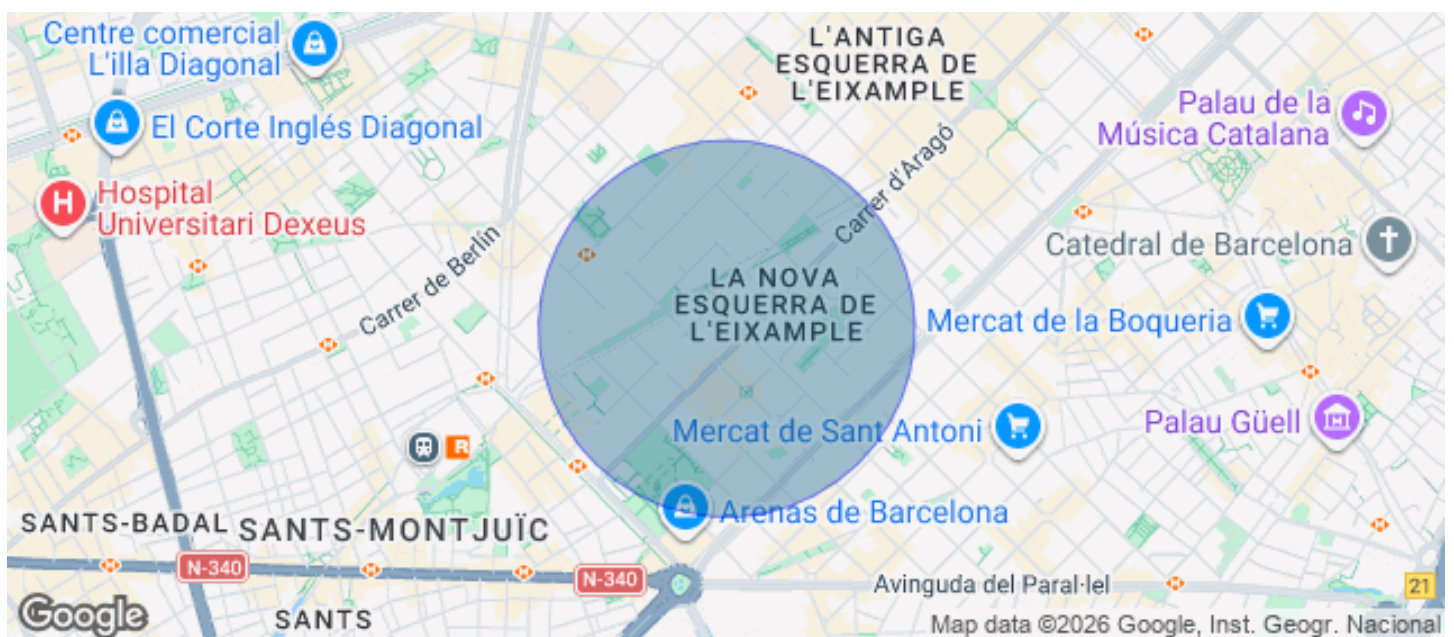 Centre comercial
L'illa Diagonal
L'ANTIGA
ESQUERRA DE
L'EIXAMPLE
El Corte Inglés Diagonal
Palau de la
Música Catalana
Hospital
Universitari Dexeus
Carrer d'Aragó
Carrer de Berlín
Catedral de Barcelona
LA NOVA
ESQUERRA DE
L'EIXAMPLE
Mercat de la Boqueria
Mercat de Sant Antoni
Palau Güell
R
Arenas de Barcelona
SANTS-BADAL
SANTS-MONTJUÏC
N-340
N-340
Avinguda del Paral·lel
21
Google
SANTS
Map data ©2026 Google, Inst. Geogr. Nacional